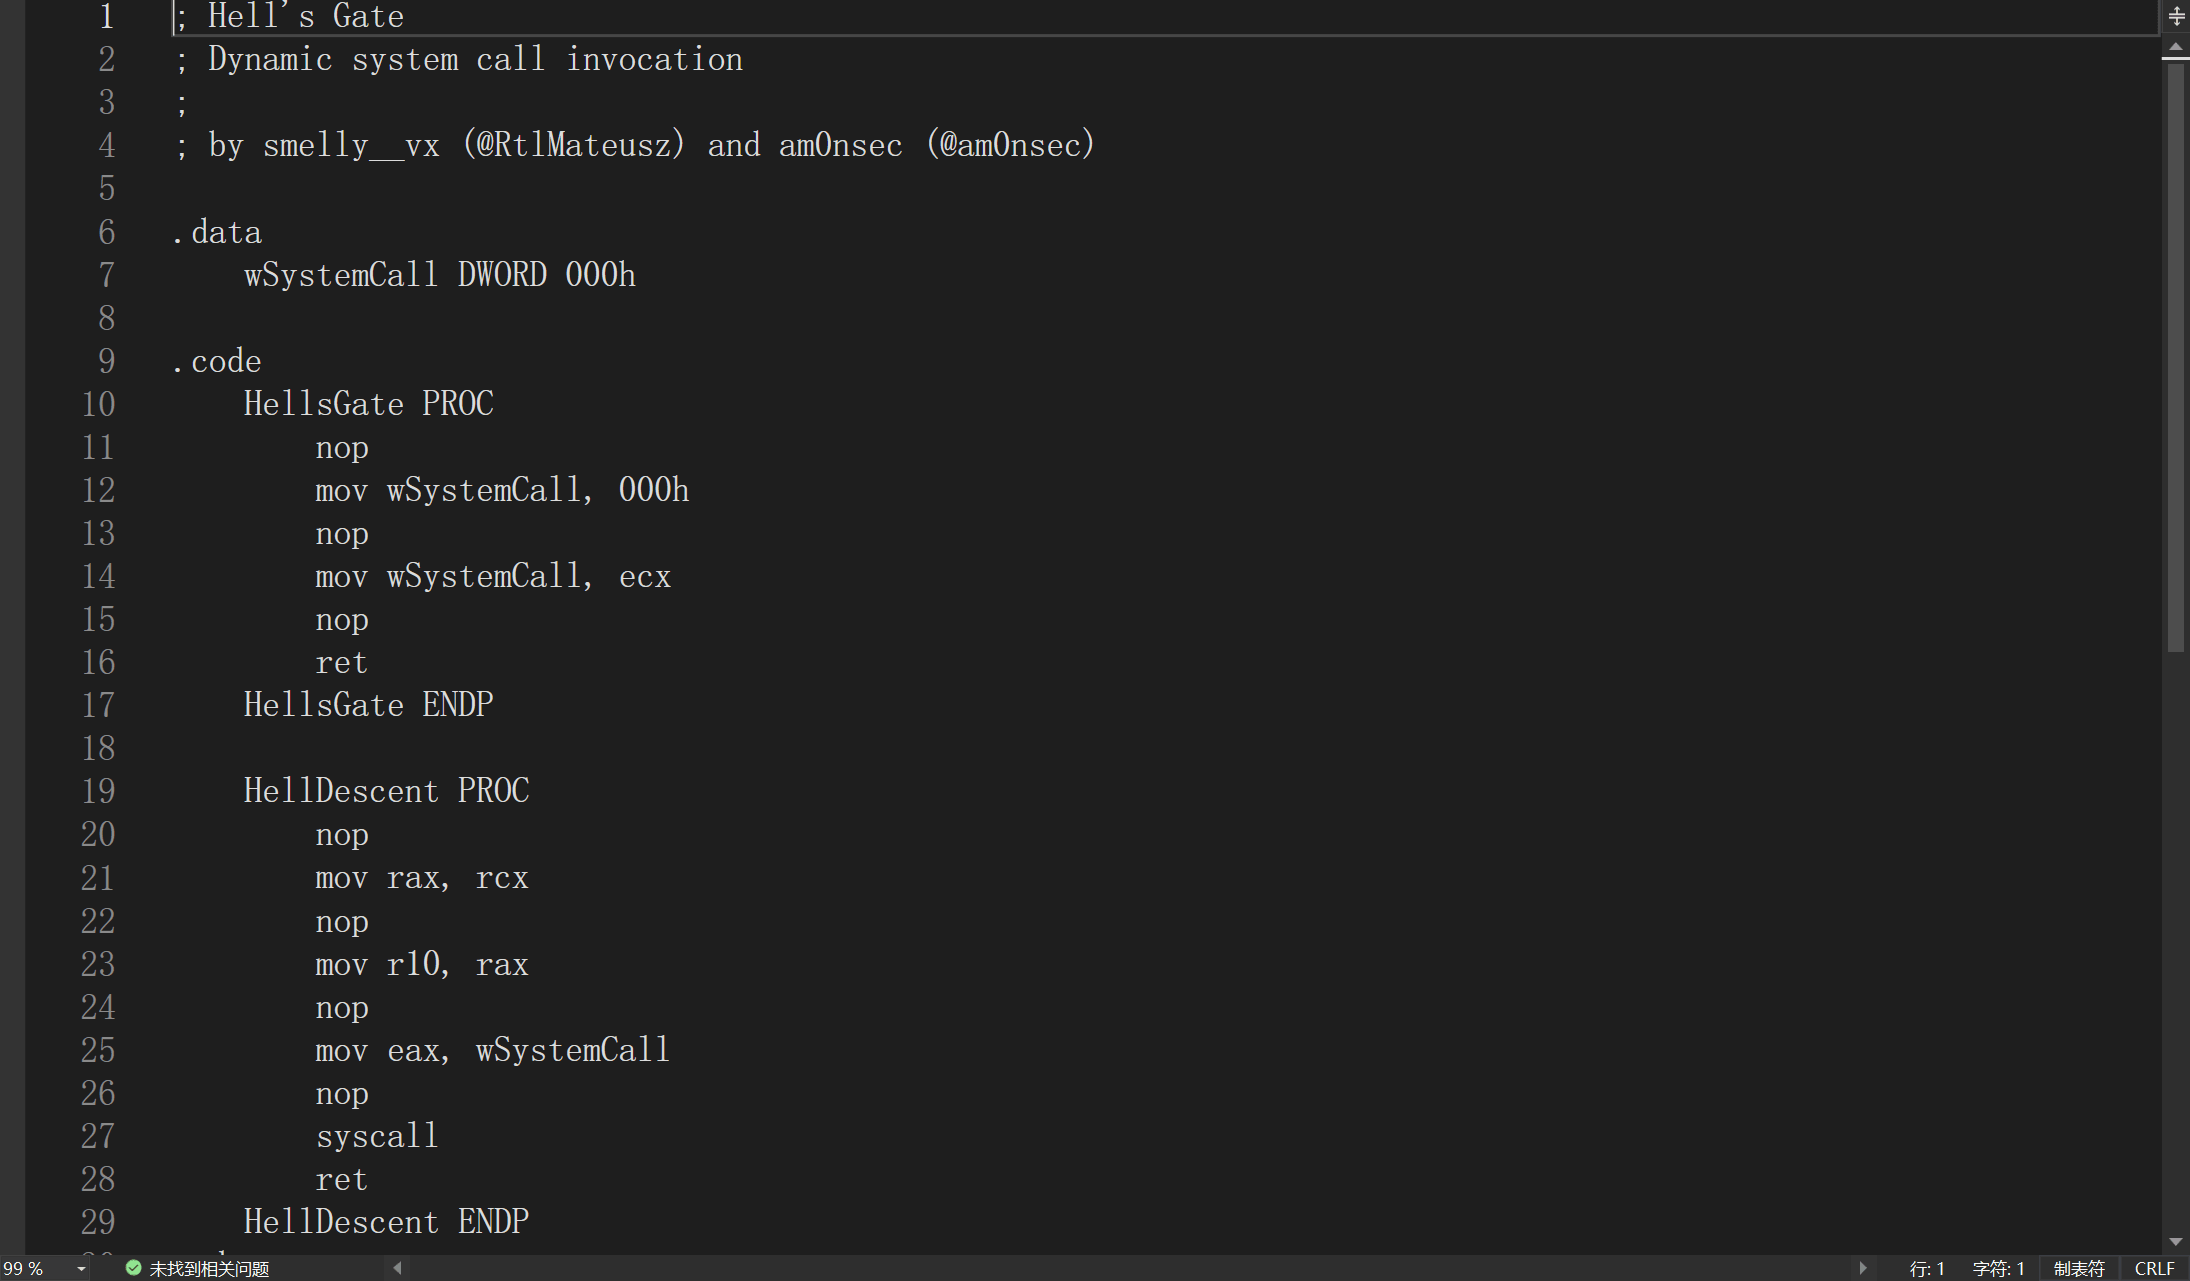 1 ; Hell's Gate
2 ; Dynamic system call invocation
3 ;
4 ; by smelly__vx (@RtlMateusz) and am0nsec (@am0nsec)
5
6 .data
7 wSystemCall DWORD 000h
8
9 .code
10 HellsGate PROC
11 nop
12 mov wSystemCall, 000h
13 nop
14 mov wSystemCall, ecx
15 nop
16 ret
17 HellsGate ENDP
18
19 HellDescent PROC
20 nop
21 mov rax, rcx
22 nop
23 mov r10, rax
24 nop
25 mov eax, wSystemCall
26 nop
27 syscall
28 ret
29 HellDescent ENDP
99 % 未找到相关问题 行: 1 字符: 1 制表符 CRLF